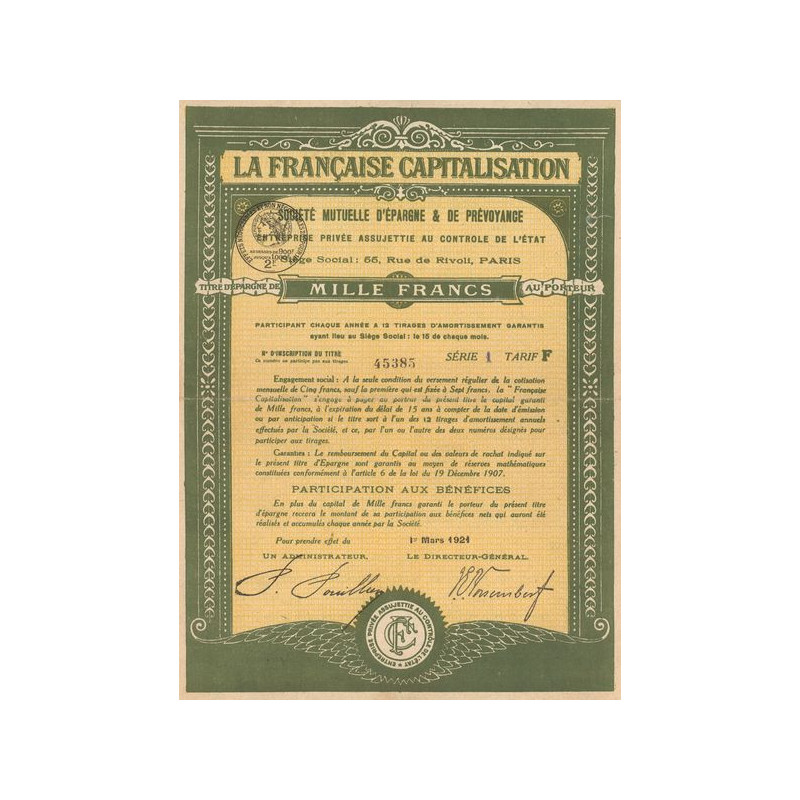 LA FRANÇAISE CAPITALISATION
SOCIÉTÉ MUTUELLE D'ÉPARGNE & DE PRÉVOYANCE
ENTREPRISE PRIVÉE ASSUJETTIE AU CONTROLE DE L'ÉTAT
Siège Social : 55, Rue de Rivoli, PARIS
2F
TITRE D'ÉPARGNE DE MILLE FRANCS AU PORTEUR
PARTICIPANT CHAQUE ANNÉE A 12 TIRAGES D'AMORTISSEMENT GARANTIS
ayant lieu au Siège Social : le 15 de chaque mois.
N° D'INSCRIPTION DU TITRE 45385 SÉRIE 1 TARIF F
Ce numéro ne participe pas aux tirages
Engagement social : A la seule condition du versement régulier de la cotisation
mensuelle de Cinq francs, sauf la première qui est fixée à Sept francs, la " Française
Capitalisation " s'engage à payer au porteur du présent titre le capital garanti
de Mille francs, à l'expiration du délai de 15 ans à compter de la date d'émission
ou par anticipation si le titre sort à l'un des 12 tirages d'amortissement annuels
effectués par la Société, et ce, par l'un ou l'autre des deux numéros désignés pour
participer aux tirages.
Garanties : Le remboursement du Capital ou des valeurs de rachat indiqué sur
le présent titre d'Epargne sont garantis au moyen de réserves mathématiques
constituées conformément à l'article 6 de la loi du 19 Décembre 1907.
PARTICIPATION AUX BÉNÉFICES
En plus du capital de Mille francs garanti le porteur du présent titre
d'épargne recevra le montant de sa participation aux bénéfices nets qui auront été
réalisés et accumulés chaque année par la Société.
Pour prendre effet du 1er Mars 1921
UN ADMINISTRATEUR, LE DIRECTEUR-GÉNÉRAL,
ENTREPRISE PRIVÉE ASSUJETTIE AU CONTRÔLE DE L'ÉTAT